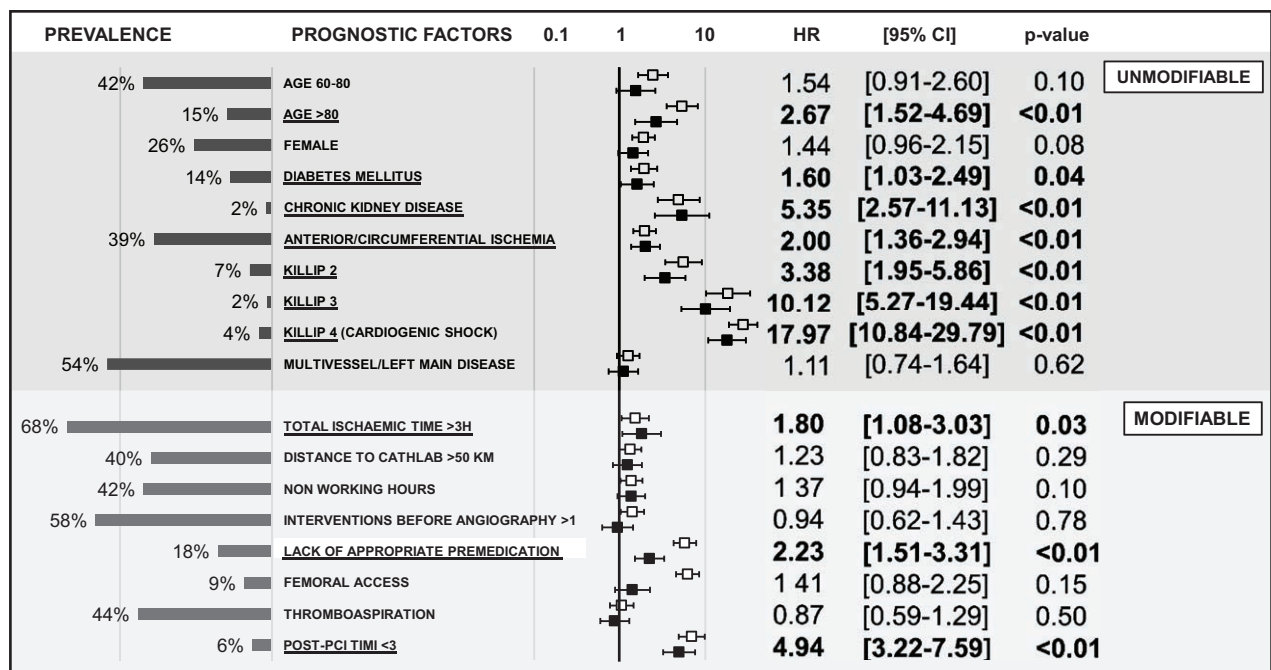 PREVALENCE PROGNOSTIC FACTORS 0.1 1 10 HR [95% CI] p-value
42% AGE 60-80 1.54 [0.91-2.60] 0.10 UNMODIFIABLE
15% AGE >80 2.67 [1.52-4.69] <0.01
26% FEMALE 1.44 [0.96-2.15] 0.08
14% DIABETES MELLITUS 1.60 [1.03-2.49] 0.04
2% CHRONIC KIDNEY DISEASE 5.35 [2.57-11.13] <0.01
39% ANTERIOR/CIRCUMFERENTIAL ISCHEMIA 2.00 [1.36-2.94] <0.01
7% KILLIP 2 3.38 [1.95-5.86] <0.01
2% KILLIP 3 10.12 [5.27-19.44] <0.01
4% KILLIP 4 (CARDIOGENIC SHOCK) 17.97 [10.84-29.79] <0.01
54% MULTIVESSEL/LEFT MAIN DISEASE 1.11 [0.74-1.64] 0.62
68% TOTAL ISCHAEMIC TIME >3H 1.80 [1.08-3.03] 0.03 MODIFIABLE
40% DISTANCE TO CATHLAB >50 KM 1.23 [0.83-1.82] 0.29
42% NON WORKING HOURS 1 37 [0.94-1.99] 0.10
58% INTERVENTIONS BEFORE ANGIOGRAPHY >1 0.94 [0.62-1.43] 0.78
18% LACK OF APPROPRIATE PREMEDICATION 2.23 [1.51-3.31] <0.01
9% FEMORAL ACCESS 1 41 [0.88-2.25] 0.15
44% THROMBOASPIRATION 0.87 [0.59-1.29] 0.50
6% POST-PCI TIMI <3 4.94 [3.22-7.59] <0.01